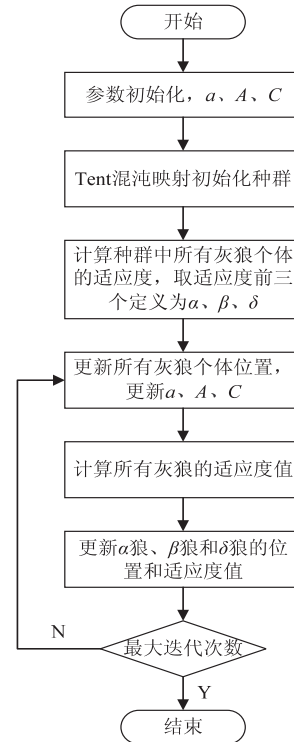 开始
参数初始化，a、A、C
Tent混沌映射初始化种群
计算种群中所有灰狼个体
的适应度，取适应度前三
个定义为α、β、δ
更新所有灰狼个体位置，
更新a、A、C
计算所有灰狼的适应度值
更新α狼、β狼和δ狼的位
置和适应度值
N
最大迭代次数
Y
结束